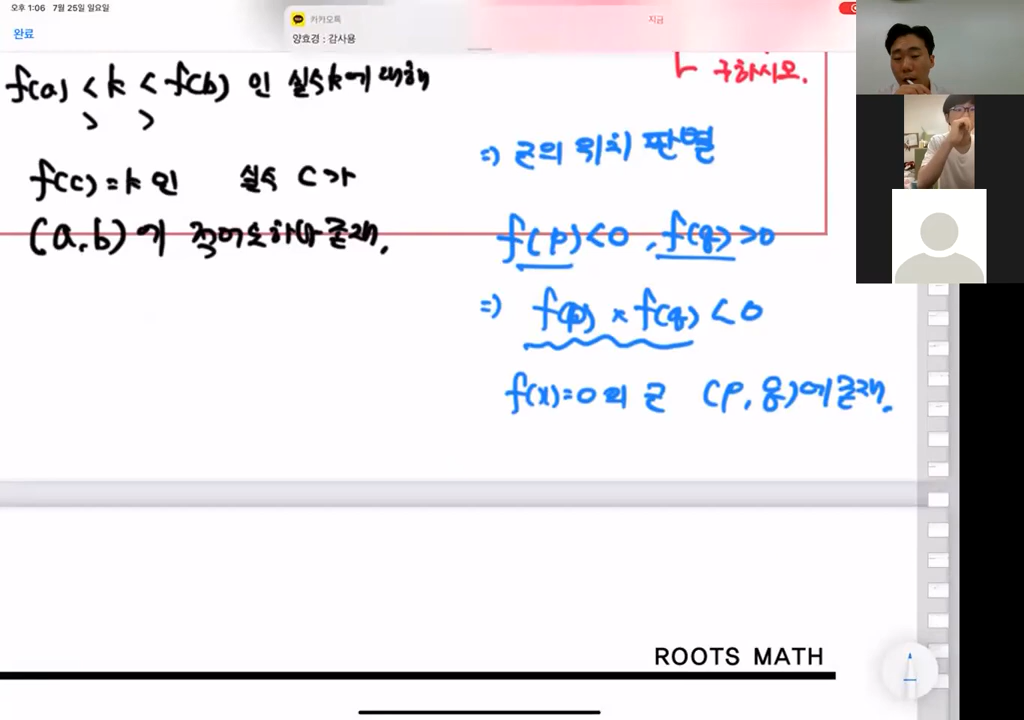 오후 1:06 7월 25일 일요일
완료
카카오톡
지금
양효경 : 감사용
f(a) < k < f(b) 인 실수 k에 대해
> >
f(c) = k 인 실수 c가
(a, b)에 적어도 하나 존재.
구하시오.
⇒ 근의 위치 판별
f(p) < 0 , f(q) > 0
⇒ f(p) × f(q) < 0
f(x) = 0 의 근 (p, q)에 존재.
ROOTS MATH